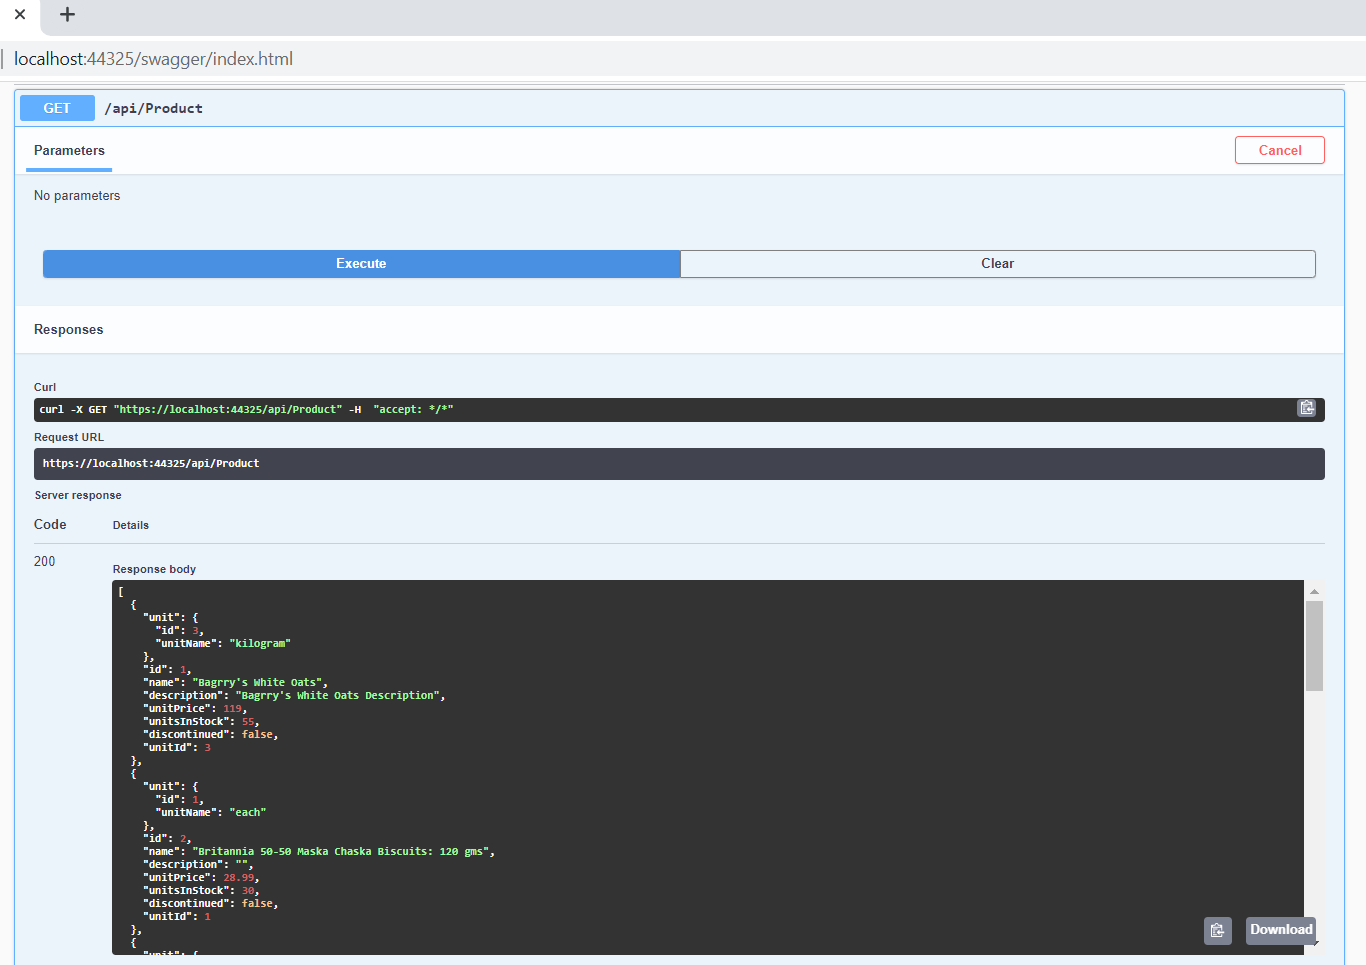 localhost:44325/swagger/index.html
GET /api/Product
Parameters Cancel
No parameters
Execute Clear
Responses
Curl
curl -X GET "https://localhost:44325/api/Product" -H  "accept: */*"
Request URL
https://localhost:44325/api/Product
Server response
Code Details
200
Response body
[
  {
    "unit": {
      "id": 3,
      "unitName": "kilogram"
    },
    "id": 1,
    "name": "Bagrry's White Oats",
    "description": "Bagrry's White Oats Description",
    "unitPrice": 119,
    "unitsInStock": 55,
    "discontinued": false,
    "unitId": 3
  },
  {
    "unit": {
      "id": 1,
      "unitName": "each"
    },
    "id": 2,
    "name": "Britannia 50-50 Maska Chaska Biscuits: 120 gms",
    "description": "",
    "unitPrice": 28.99,
    "unitsInStock": 30,
    "discontinued": false,
    "unitId": 1
  },
  {
    "unit": {
Download